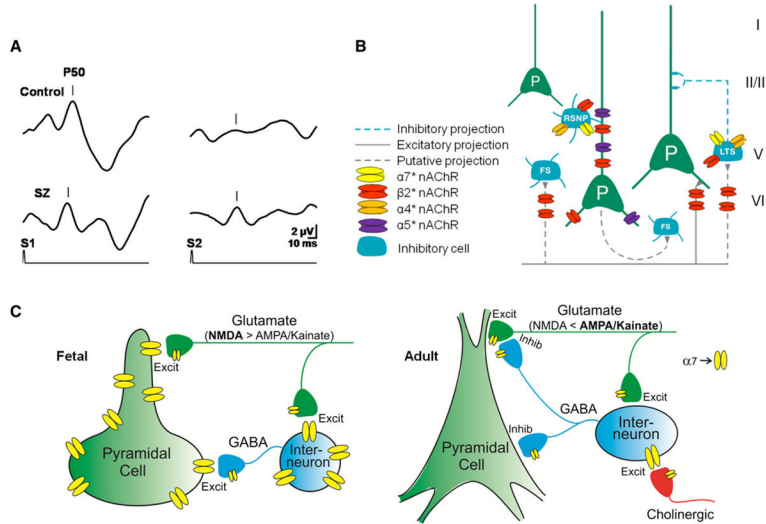 A
P50
Control
SZ
S1
S2
2 μV
10 ms
B
Inhibitory projection
Excitatory projection
Putative projection
α7* nAChR
β2* nAChR
α4* nAChR
α5* nAChR
Inhibitory cell
I
II/II
V
VI
P
P
P
RSNP
LTS
FS
FS
C
Fetal
Glutamate
(NMDA > AMPA/Kainate)
Excit
Excit
GABA
Pyramidal
Cell
Inter-
neuron
Excit
Adult
Glutamate
(NMDA < AMPA/Kainate)
Excit
Inhib
α7→
Excit
GABA
Pyramidal
Cell
Inhib
Inter-
neuron
Excit
Cholinergic